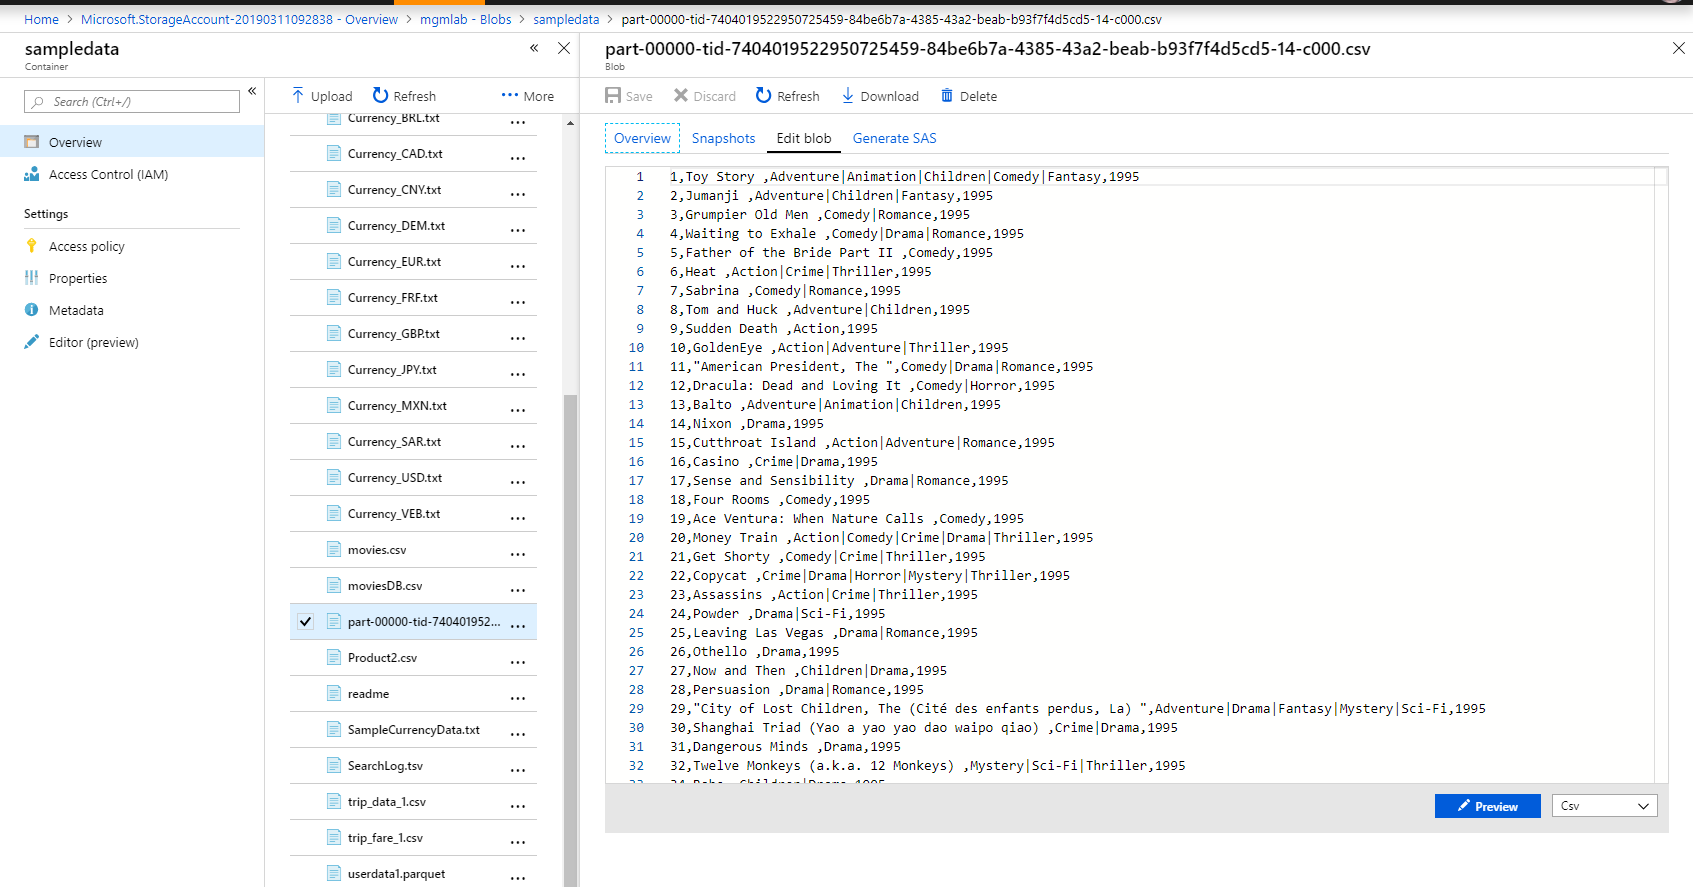 Home > Microsoft.StorageAccount-20190311092838 - Overview > mgmlab - Blobs > sampledata > part-00000-tid-7404019522950725459-84be6b7a-4385-43a2-beab-b93f7f4d5cd5-14-c000.csv
sampledata
Container
Search (Ctrl+/)
Overview
Access Control (IAM)
Settings
Access policy
Properties
Metadata
Editor (preview)
Upload Refresh More
Currency_BRL.txt
Currency_CAD.txt
Currency_CNY.txt
Currency_DEM.txt
Currency_EUR.txt
Currency_FRF.txt
Currency_GBP.txt
Currency_JPY.txt
Currency_MXN.txt
Currency_SAR.txt
Currency_USD.txt
Currency_VEB.txt
movies.csv
moviesDB.csv
part-00000-tid-740401952...
Product2.csv
readme
SampleCurrencyData.txt
SearchLog.tsv
trip_data_1.csv
trip_fare_1.csv
userdata1.parquet
part-00000-tid-7404019522950725459-84be6b7a-4385-43a2-beab-b93f7f4d5cd5-14-c000.csv
Blob
Save Discard Refresh Download Delete
Overview Snapshots Edit blob Generate SAS
1 1,Toy Story ,Adventure|Animation|Children|Comedy|Fantasy,1995
2 2,Jumanji ,Adventure|Children|Fantasy,1995
3 3,Grumpier Old Men ,Comedy|Romance,1995
4 4,Waiting to Exhale ,Comedy|Drama|Romance,1995
5 5,Father of the Bride Part II ,Comedy,1995
6 6,Heat ,Action|Crime|Thriller,1995
7 7,Sabrina ,Comedy|Romance,1995
8 8,Tom and Huck ,Adventure|Children,1995
9 9,Sudden Death ,Action,1995
10 10,GoldenEye ,Action|Adventure|Thriller,1995
11 11,"American President, The ",Comedy|Drama|Romance,1995
12 12,Dracula: Dead and Loving It ,Comedy|Horror,1995
13 13,Balto ,Adventure|Animation|Children,1995
14 14,Nixon ,Drama,1995
15 15,Cutthroat Island ,Action|Adventure|Romance,1995
16 16,Casino ,Crime|Drama,1995
17 17,Sense and Sensibility ,Drama|Romance,1995
18 18,Four Rooms ,Comedy,1995
19 19,Ace Ventura: When Nature Calls ,Comedy,1995
20 20,Money Train ,Action|Comedy|Crime|Drama|Thriller,1995
21 21,Get Shorty ,Comedy|Crime|Thriller,1995
22 22,Copycat ,Crime|Drama|Horror|Mystery|Thriller,1995
23 23,Assassins ,Action|Crime|Thriller,1995
24 24,Powder ,Drama|Sci-Fi,1995
25 25,Leaving Las Vegas ,Drama|Romance,1995
26 26,Othello ,Drama,1995
27 27,Now and Then ,Children|Drama,1995
28 28,Persuasion ,Drama|Romance,1995
29 29,"City of Lost Children, The (Cité des enfants perdus, La) ",Adventure|Drama|Fantasy|Mystery|Sci-Fi,1995
30 30,Shanghai Triad (Yao a yao yao dao waipo qiao) ,Crime|Drama,1995
31 31,Dangerous Minds ,Drama,1995
32 32,Twelve Monkeys (a.k.a. 12 Monkeys) ,Mystery|Sci-Fi|Thriller,1995
Preview Csv